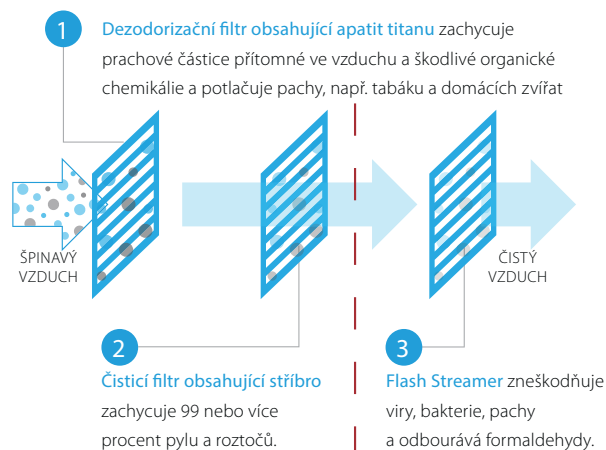 1
Dezodorizační filtr obsahující apatit titanu zachycuje
prachové částice přítomné ve vzduchu a škodlivé organické
chemikálie a potlačuje pachy, např. tabáku a domácích zvířat
ŠPINAVÝ
VZDUCH
ČISTÝ
VZDUCH
2
Čisticí filtr obsahující stříbro
zachycuje 99 nebo více
procent pylu a roztočů.
3
Flash Streamer zneškodňuje
viry, bakterie, pachy
a odbourává formaldehydy.